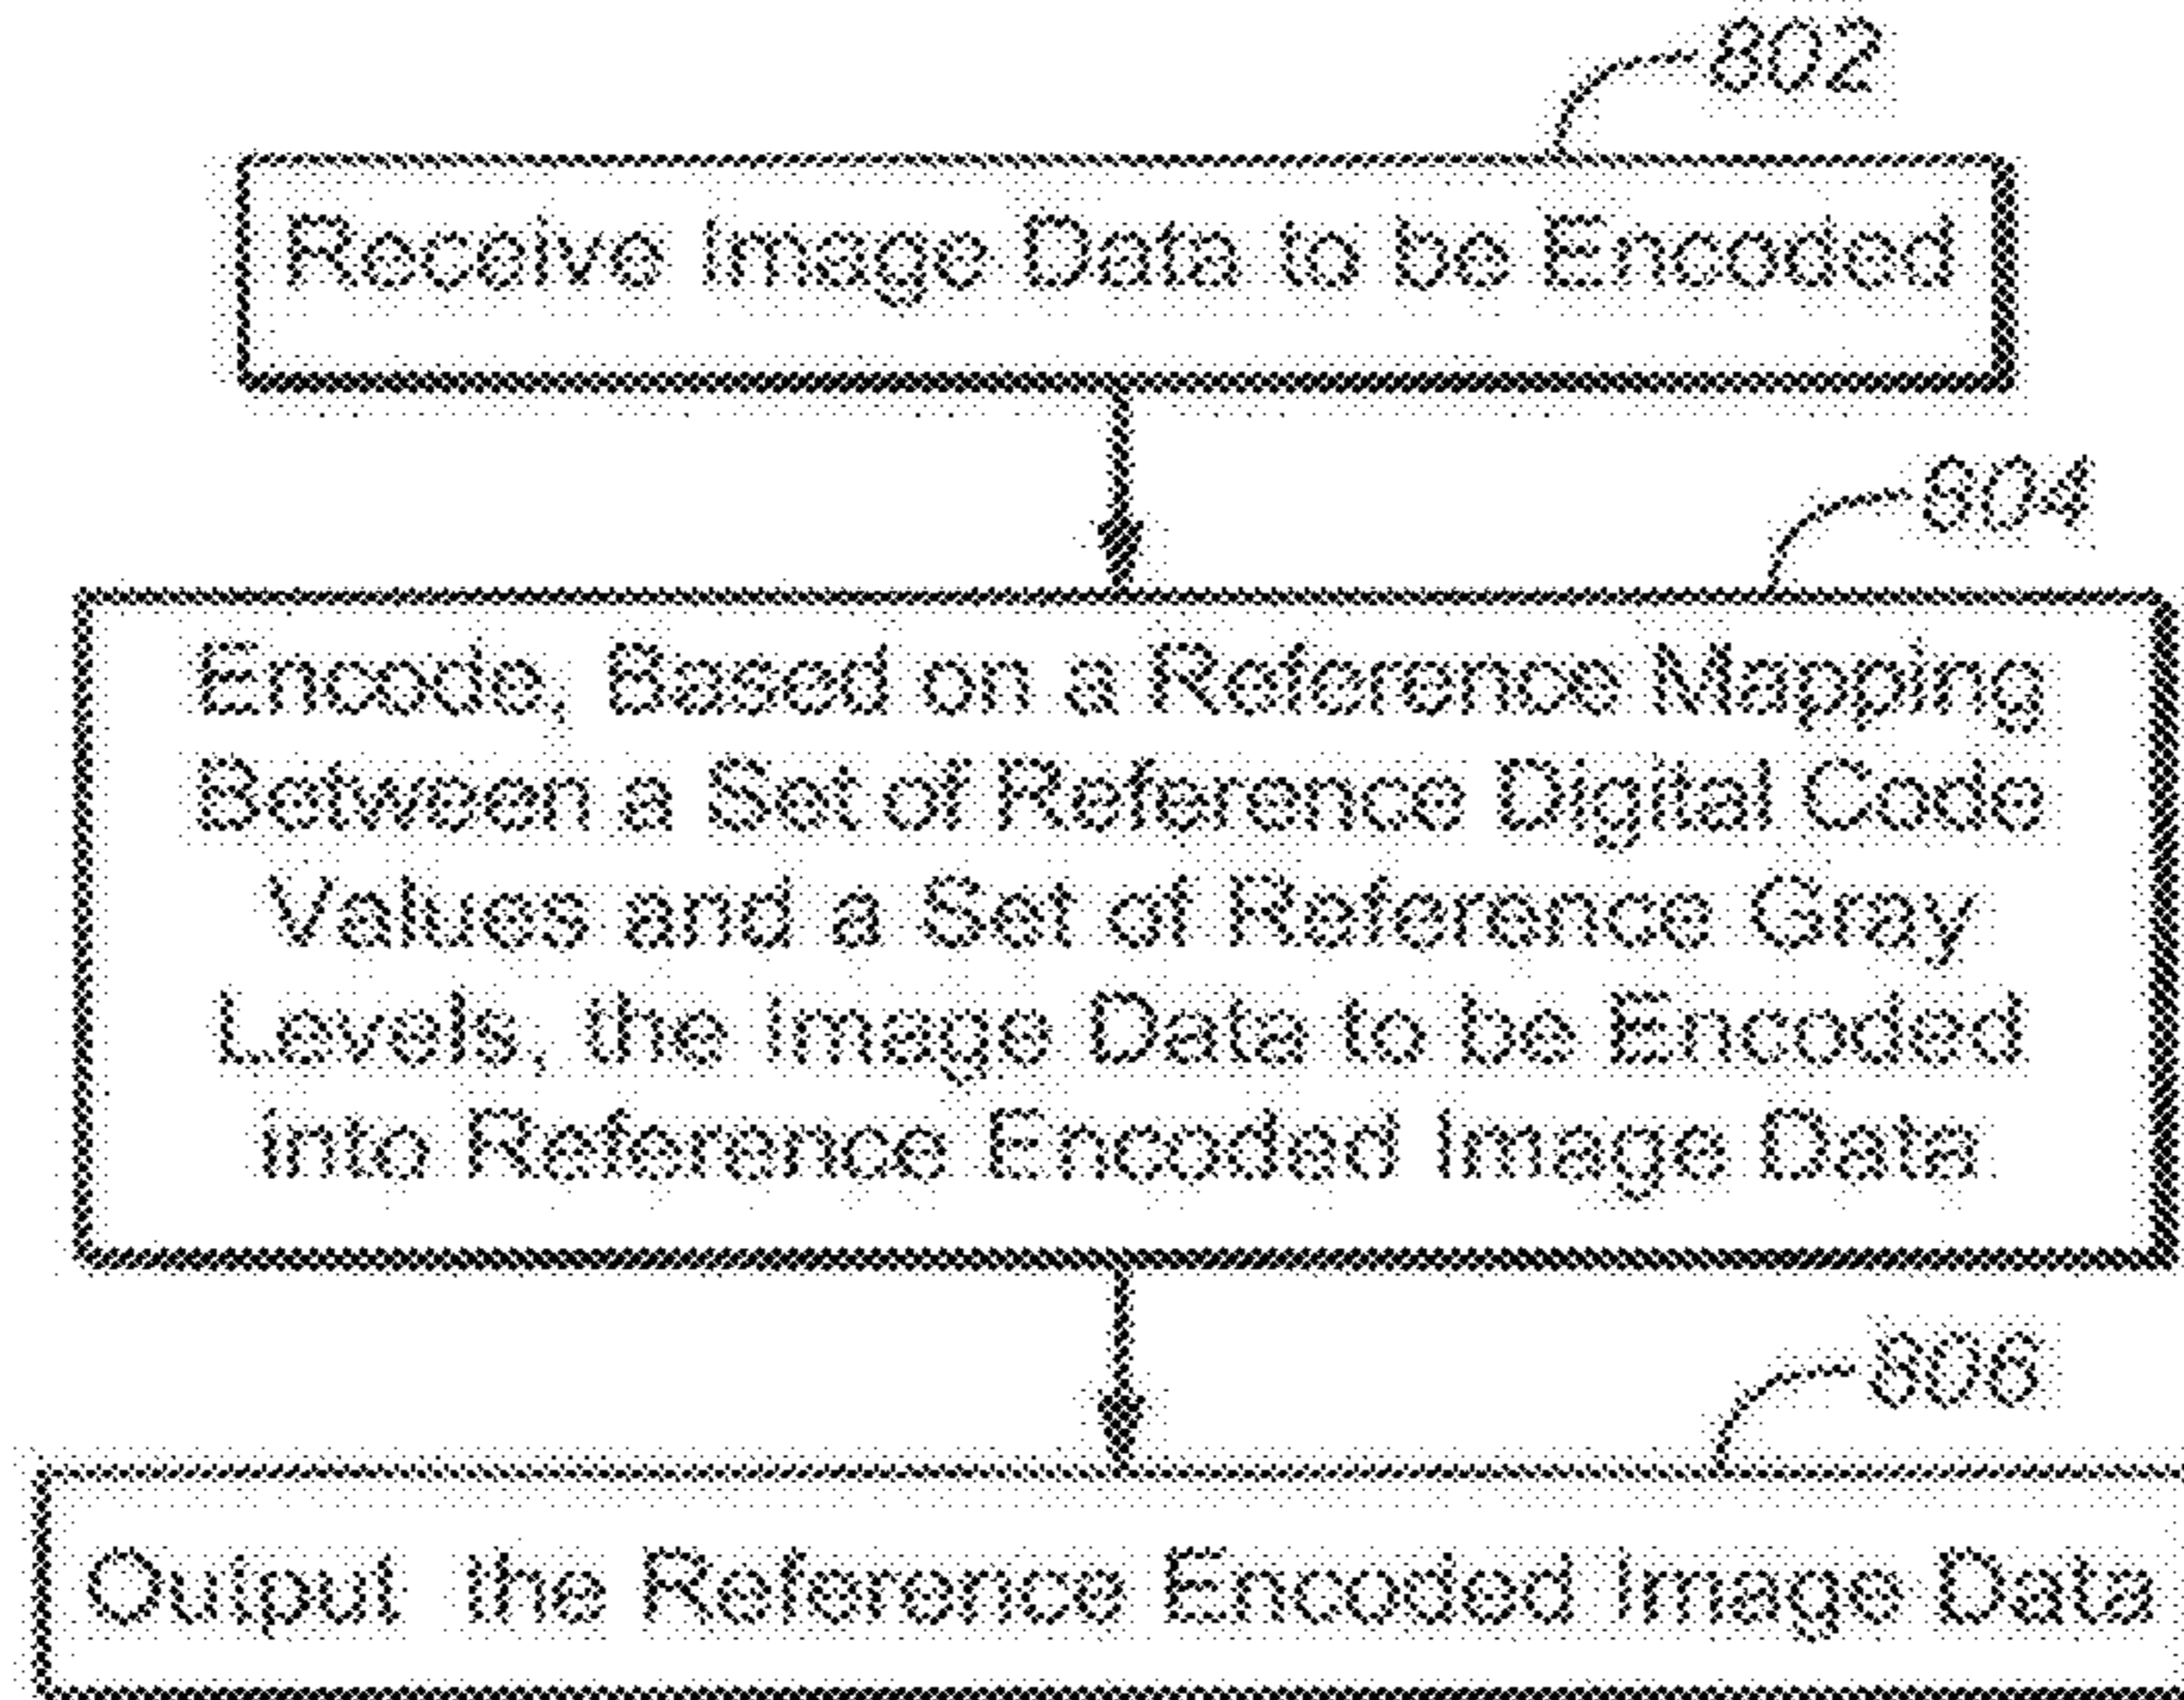 802
Receive Image Data to be Encoded
804
Encode, Based on a Reference Mapping
Between a Set of Reference Digital Code
Values and a Set of Reference Gray
Levels, the Image Data to be Encoded
into Reference Encoded Image Data
806
Output the Reference Encoded Image Data